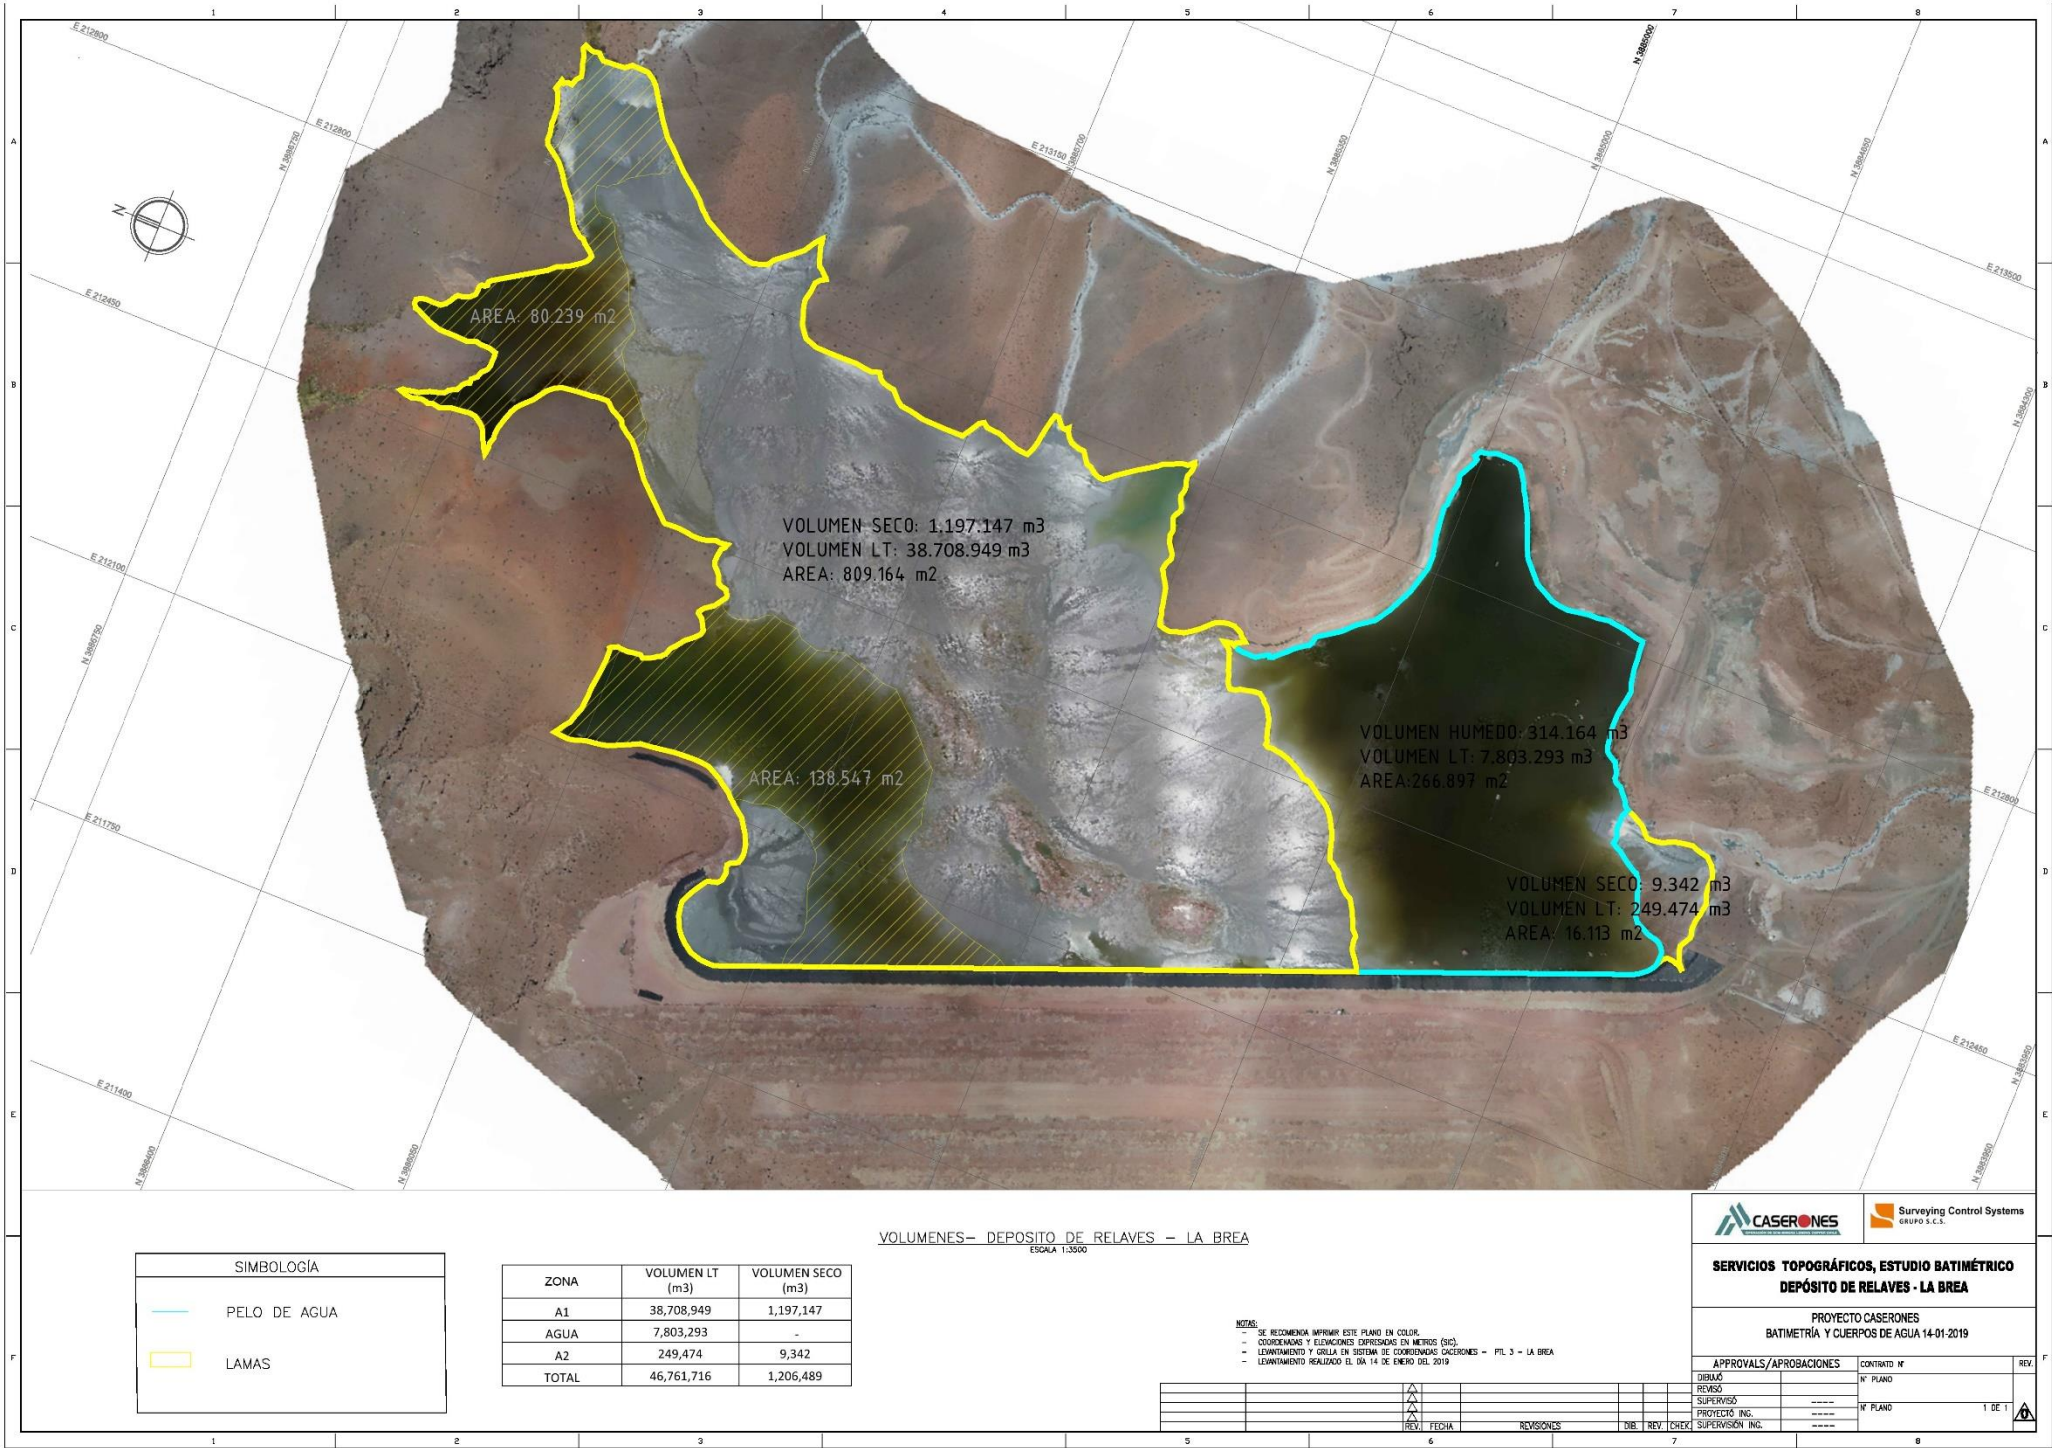 1 2 3 4 5 6 7 8
A
B
C
D
E
F
E 212800
E 212800
N
E 212450
E 212100
E 211750
E 211400
E 213150
E 213500
E 212800
E 212450
N 3885000
N 3885350
N 3885000
N 3884650
AREA: 80.239 m2
VOLUMEN SECO: 1.197.147 m3
VOLUMEN LT: 38.708.949 m3
AREA: 809.164 m2
VOLUMEN HUMEDO: 314.164 m3
VOLUMEN LT: 7.803.293 m3
AREA:266.897 m2
AREA: 138.547 m2
VOLUMEN SECO: 9.342 m3
VOLUMEN LT: 249.474 m3
AREA: 16.113 m2
VOLUMENES- DEPOSITO DE RELAVES - LA BREA
ESCALA 1:3500
SIMBOLOGÍA
PELO DE AGUA
LAMAS
ZONA VOLUMEN LT (m3) VOLUMEN SECO (m3)
A1 38,708,949 1,197,147
AGUA 7,803,293 -
A2 249,474 9,342
TOTAL 46,761,716 1,206,489
NOTAS:
- SE RECOMIENDA IMPRIMIR ESTE PLANO EN COLOR.
- COORDENADAS Y ELEVACIONES EXPRESADAS EN METROS (SIC).
- LEVANTAMIENTO Y GRILLA EN SISTEMA DE COORDENADAS CACERONES - PTL 3 - LA BREA
- LEVANTAMIENTO REALIZADO EL DÍA 14 DE ENERO DEL 2019
REV. FECHA REVISIONES DIB. REV. CHEK.
CASERONES
Surveying Control Systems
GRUPO S.C.S.
SERVICIOS TOPOGRÁFICOS, ESTUDIO BATIMÉTRICO
DEPÓSITO DE RELAVES - LA BREA
PROYECTO CASERONES
BATIMETRÍA Y CUERPOS DE AGUA 14-01-2019
APPROVALS/APROBACIONES
CONTRATO Nº
REV.
DIBUJÓ
Nº PLANO
REVISÓ
SUPERVISÓ ----
PROYECTÓ ING. ----
Nº PLANO 1 DE 1
0
SUPERVISIÓN ING. ----
1 2 3 4 5 6 7 8